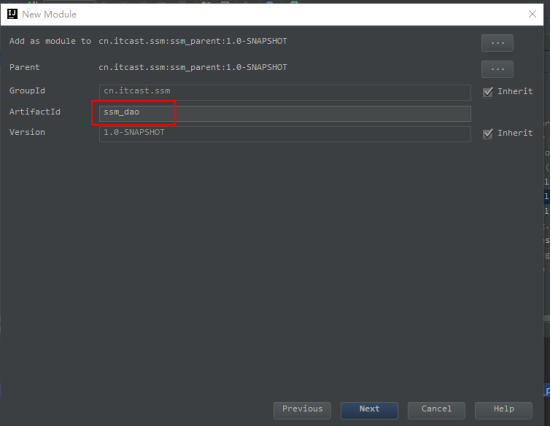 New Module
Add as module to cn.itcast.ssm:ssm_parent:1.0-SNAPSHOT ...
Parent cn.itcast.ssm:ssm_parent:1.0-SNAPSHOT ...
GroupId cn.itcast.ssm Inherit
ArtifactId ssm_dao
Version 1.0-SNAPSHOT Inherit
Previous Next Cancel Help